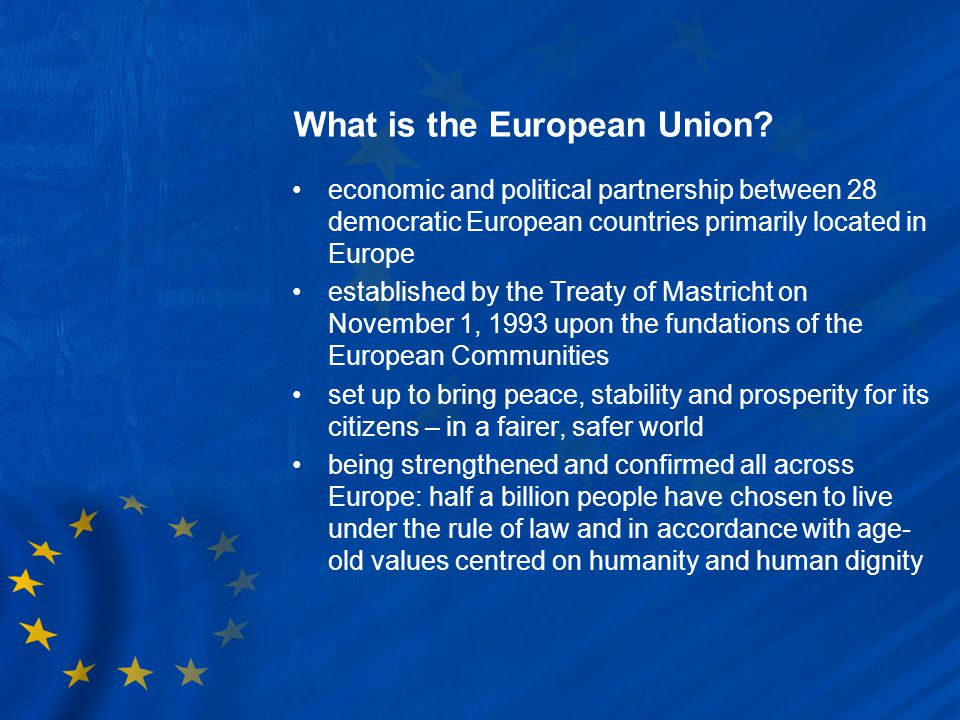 What is the European Union?
• economic and political partnership between 28
democratic European countries primarily located in
Europe
• established by the Treaty of Mastricht on
November 1, 1993 upon the fundations of the
European Communities
• set up to bring peace, stability and prosperity for its
citizens – in a fairer, safer world
• being strengthened and confirmed all across
Europe: half a billion people have chosen to live
under the rule of law and in accordance with age-
old values centred on humanity and human dignity